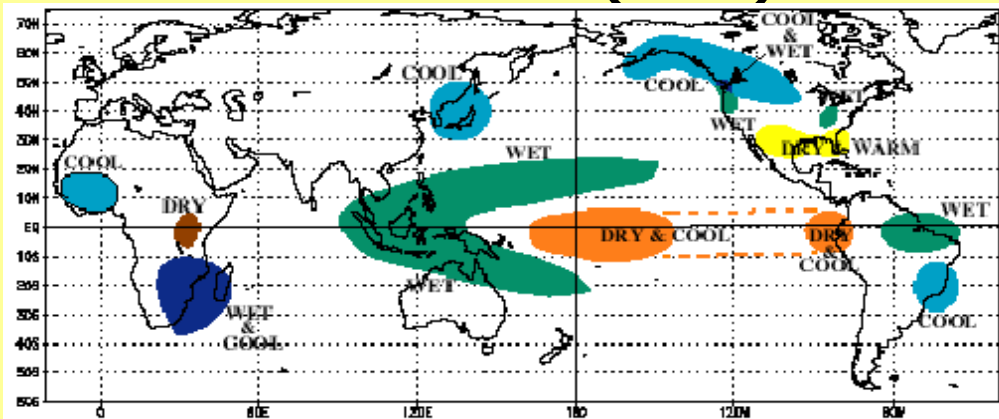 COOL
&
WET
70N
60N
50N
40N
30N
20N
10N
EQ
10S
20S
30S
40S
50S
60S
COOL
COOL
WET
WET
DRY & WARM
WET
COOL
DRY
WET
DRY & COOL
DRY
&
COOL
WET
WET
&
COOL
COOL
0
60E
120E
180
120W
60W